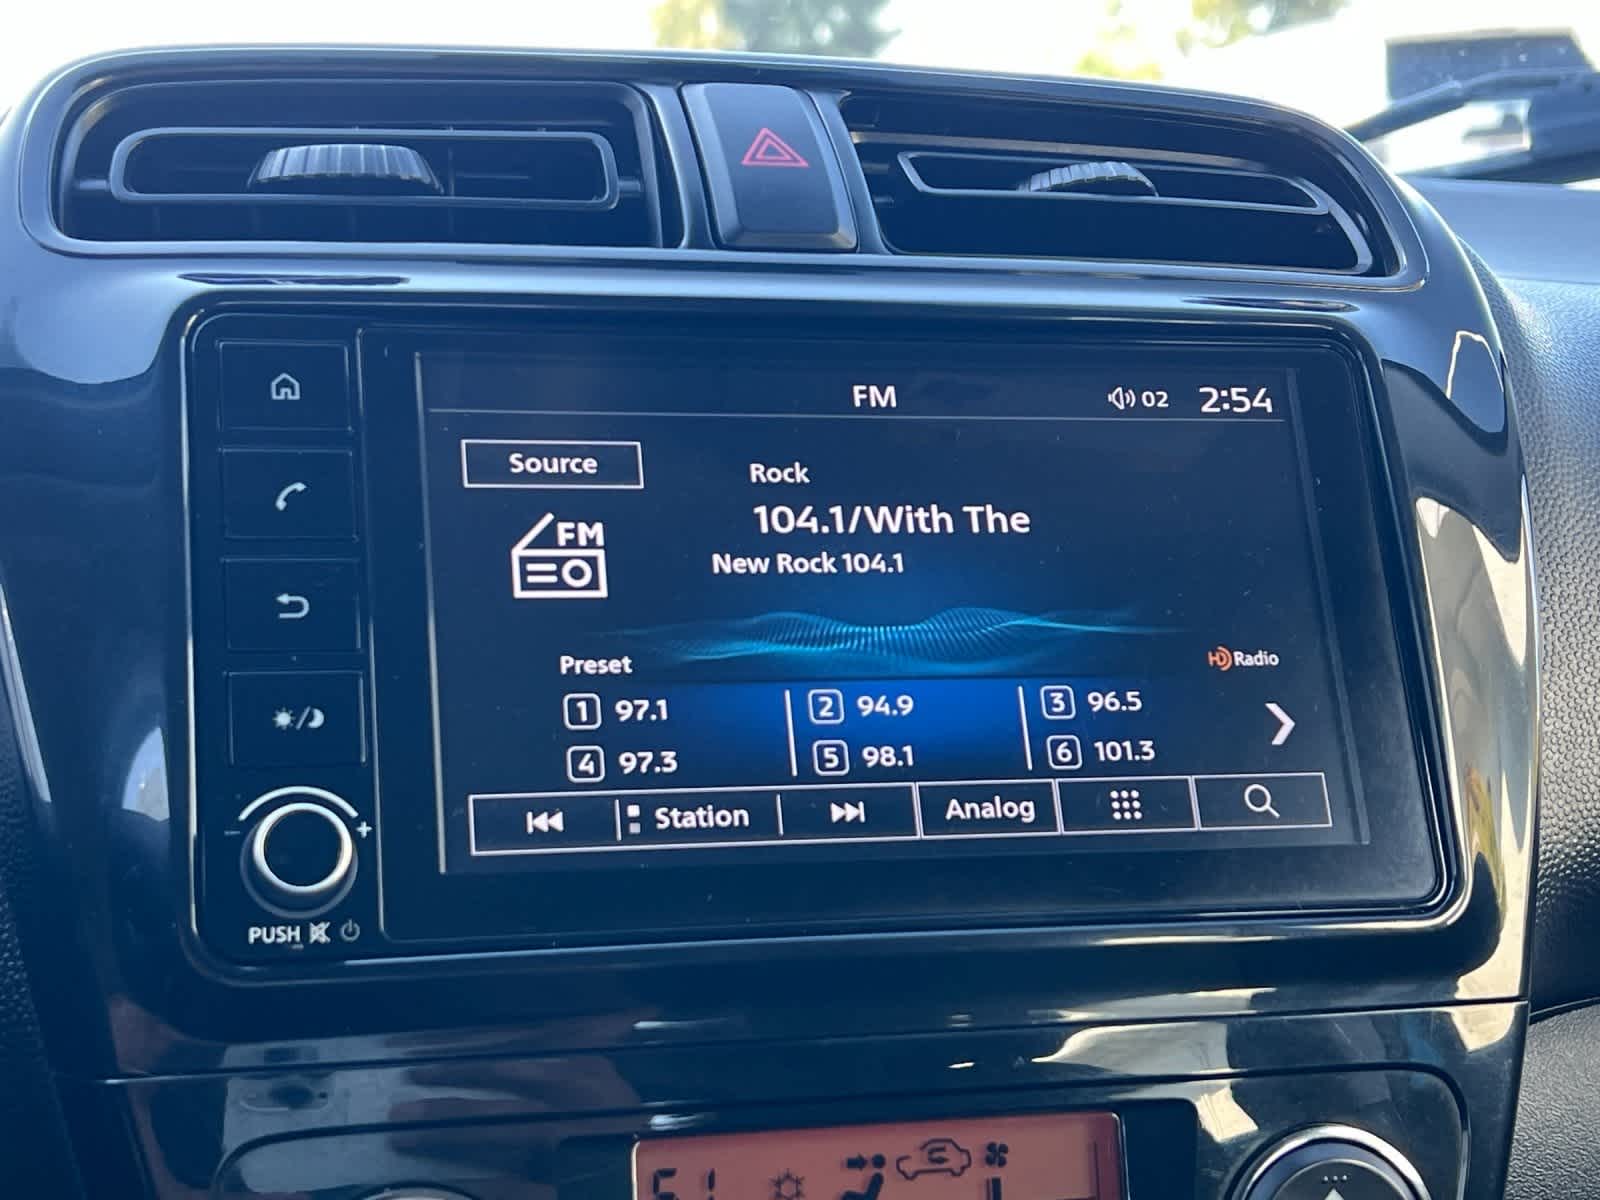 FM 02 2:54
Source
Rock
104.1/With The
New Rock 104.1
FM
Preset
HD Radio
1 97.1 2 94.9 3 96.5
4 97.3 5 98.1 6 101.3
Station Analog
- +
PUSH